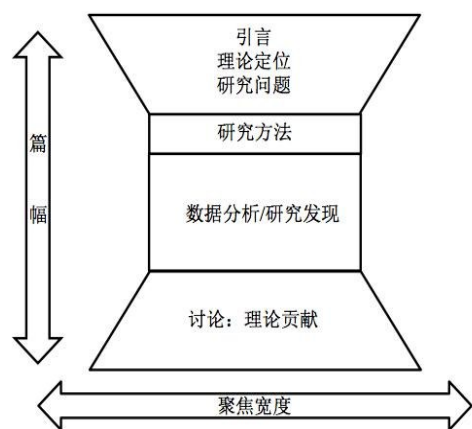 引言
理论定位
研究问题
研究方法
数据分析/研究发现
讨论：理论贡献
篇
幅
聚焦宽度